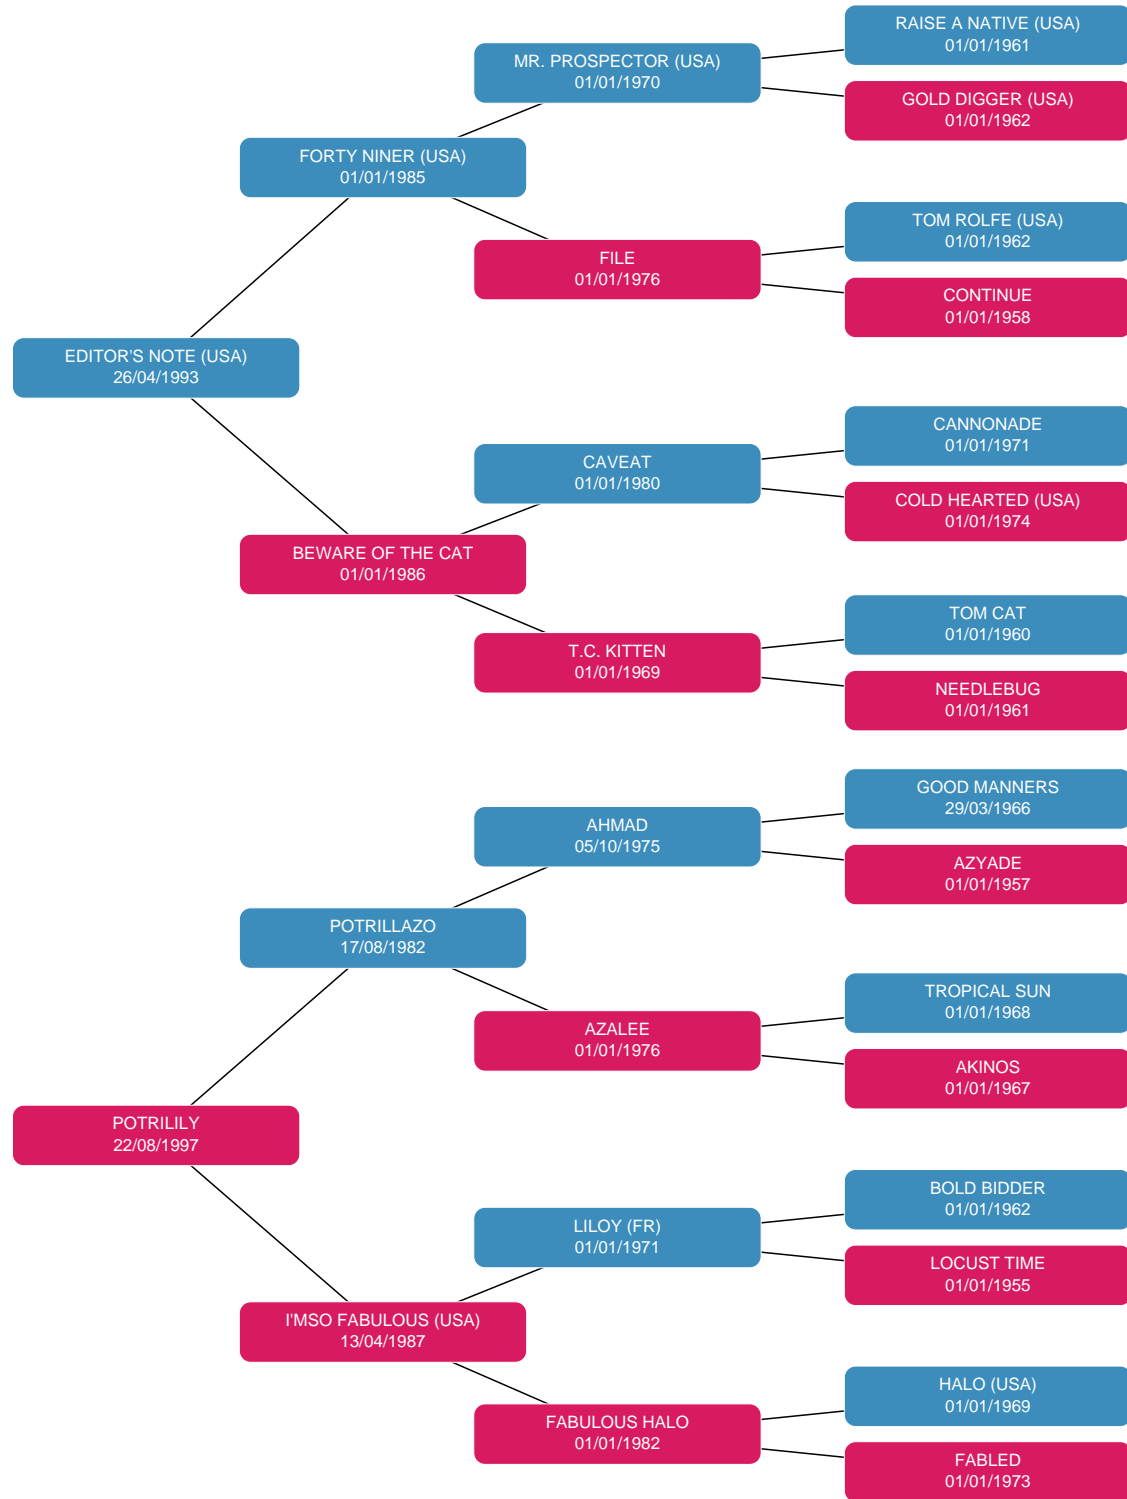 RAISE A NATIVE (USA)
01/01/1961
MR. PROSPECTOR (USA)
01/01/1970
GOLD DIGGER (USA)
01/01/1962
FORTY NINER (USA)
01/01/1985
TOM ROLFE (USA)
01/01/1962
FILE
01/01/1976
CONTINUE
01/01/1958
EDITOR'S NOTE (USA)
26/04/1993
CANNONADE
01/01/1971
CAVEAT
01/01/1980
COLD HEARTED (USA)
01/01/1974
BEWARE OF THE CAT
01/01/1986
TOM CAT
01/01/1960
T.C. KITTEN
01/01/1969
NEEDLEBUG
01/01/1961
GOOD MANNERS
29/03/1966
AHMAD
05/10/1975
AZYADE
01/01/1957
POTRILLAZO
17/08/1982
TROPICAL SUN
01/01/1968
AZALEE
01/01/1976
AKINOS
01/01/1967
POTRILILY
22/08/1997
BOLD BIDDER
01/01/1962
LILOY (FR)
01/01/1971
LOCUST TIME
01/01/1955
I'MSO FABULOUS (USA)
13/04/1987
HALO (USA)
01/01/1969
FABULOUS HALO
01/01/1982
FABLED
01/01/1973